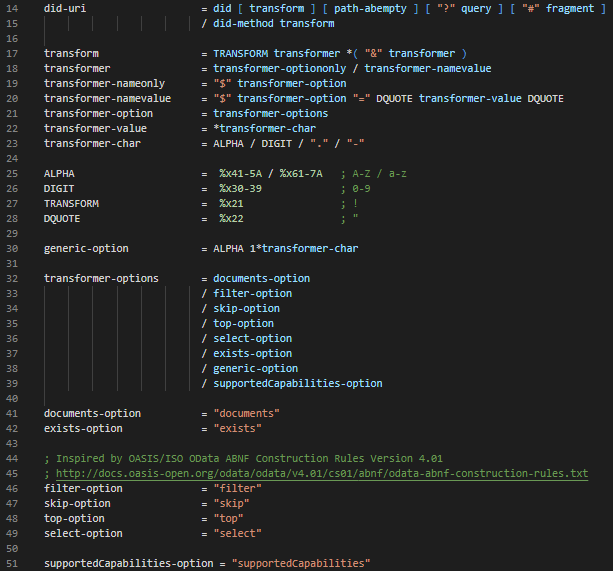 14 did-uri = did [ transform ] [ path-abempty ] [ "?" query ] [ "#" fragment ]
15 / did-method transform
16
17 transform = TRANSFORM transformer *( "&" transformer )
18 transformer = transformer-optiononly / transformer-namevalue
19 transformer-nameonly = "$" transformer-option
20 transformer-namevalue = "$" transformer-option "=" DQUOTE transformer-value DQUOTE
21 transformer-option = transformer-options
22 transformer-value = *transformer-char
23 transformer-char = ALPHA / DIGIT / "." / "-"
24
25 ALPHA = %x41-5A / %x61-7A ; A-Z / a-z
26 DIGIT = %x30-39 ; 0-9
27 TRANSFORM = %x21 ; !
28 DQUOTE = %x22 ; "
29
30 generic-option = ALPHA 1*transformer-char
31
32 transformer-options = documents-option
33 / filter-option
34 / skip-option
35 / top-option
36 / select-option
37 / exists-option
38 / generic-option
39 / supportedCapabilities-option
40
41 documents-option = "documents"
42 exists-option = "exists"
43
44 ; Inspired by OASIS/ISO OData ABNF Construction Rules Version 4.01
45 ; http://docs.oasis-open.org/odata/odata/v4.01/cs01/abnf/odata-abnf-construction-rules.txt
46 filter-option = "filter"
47 skip-option = "skip"
48 top-option = "top"
49 select-option = "select"
50
51 supportedCapabilities-option = "supportedCapabilities"